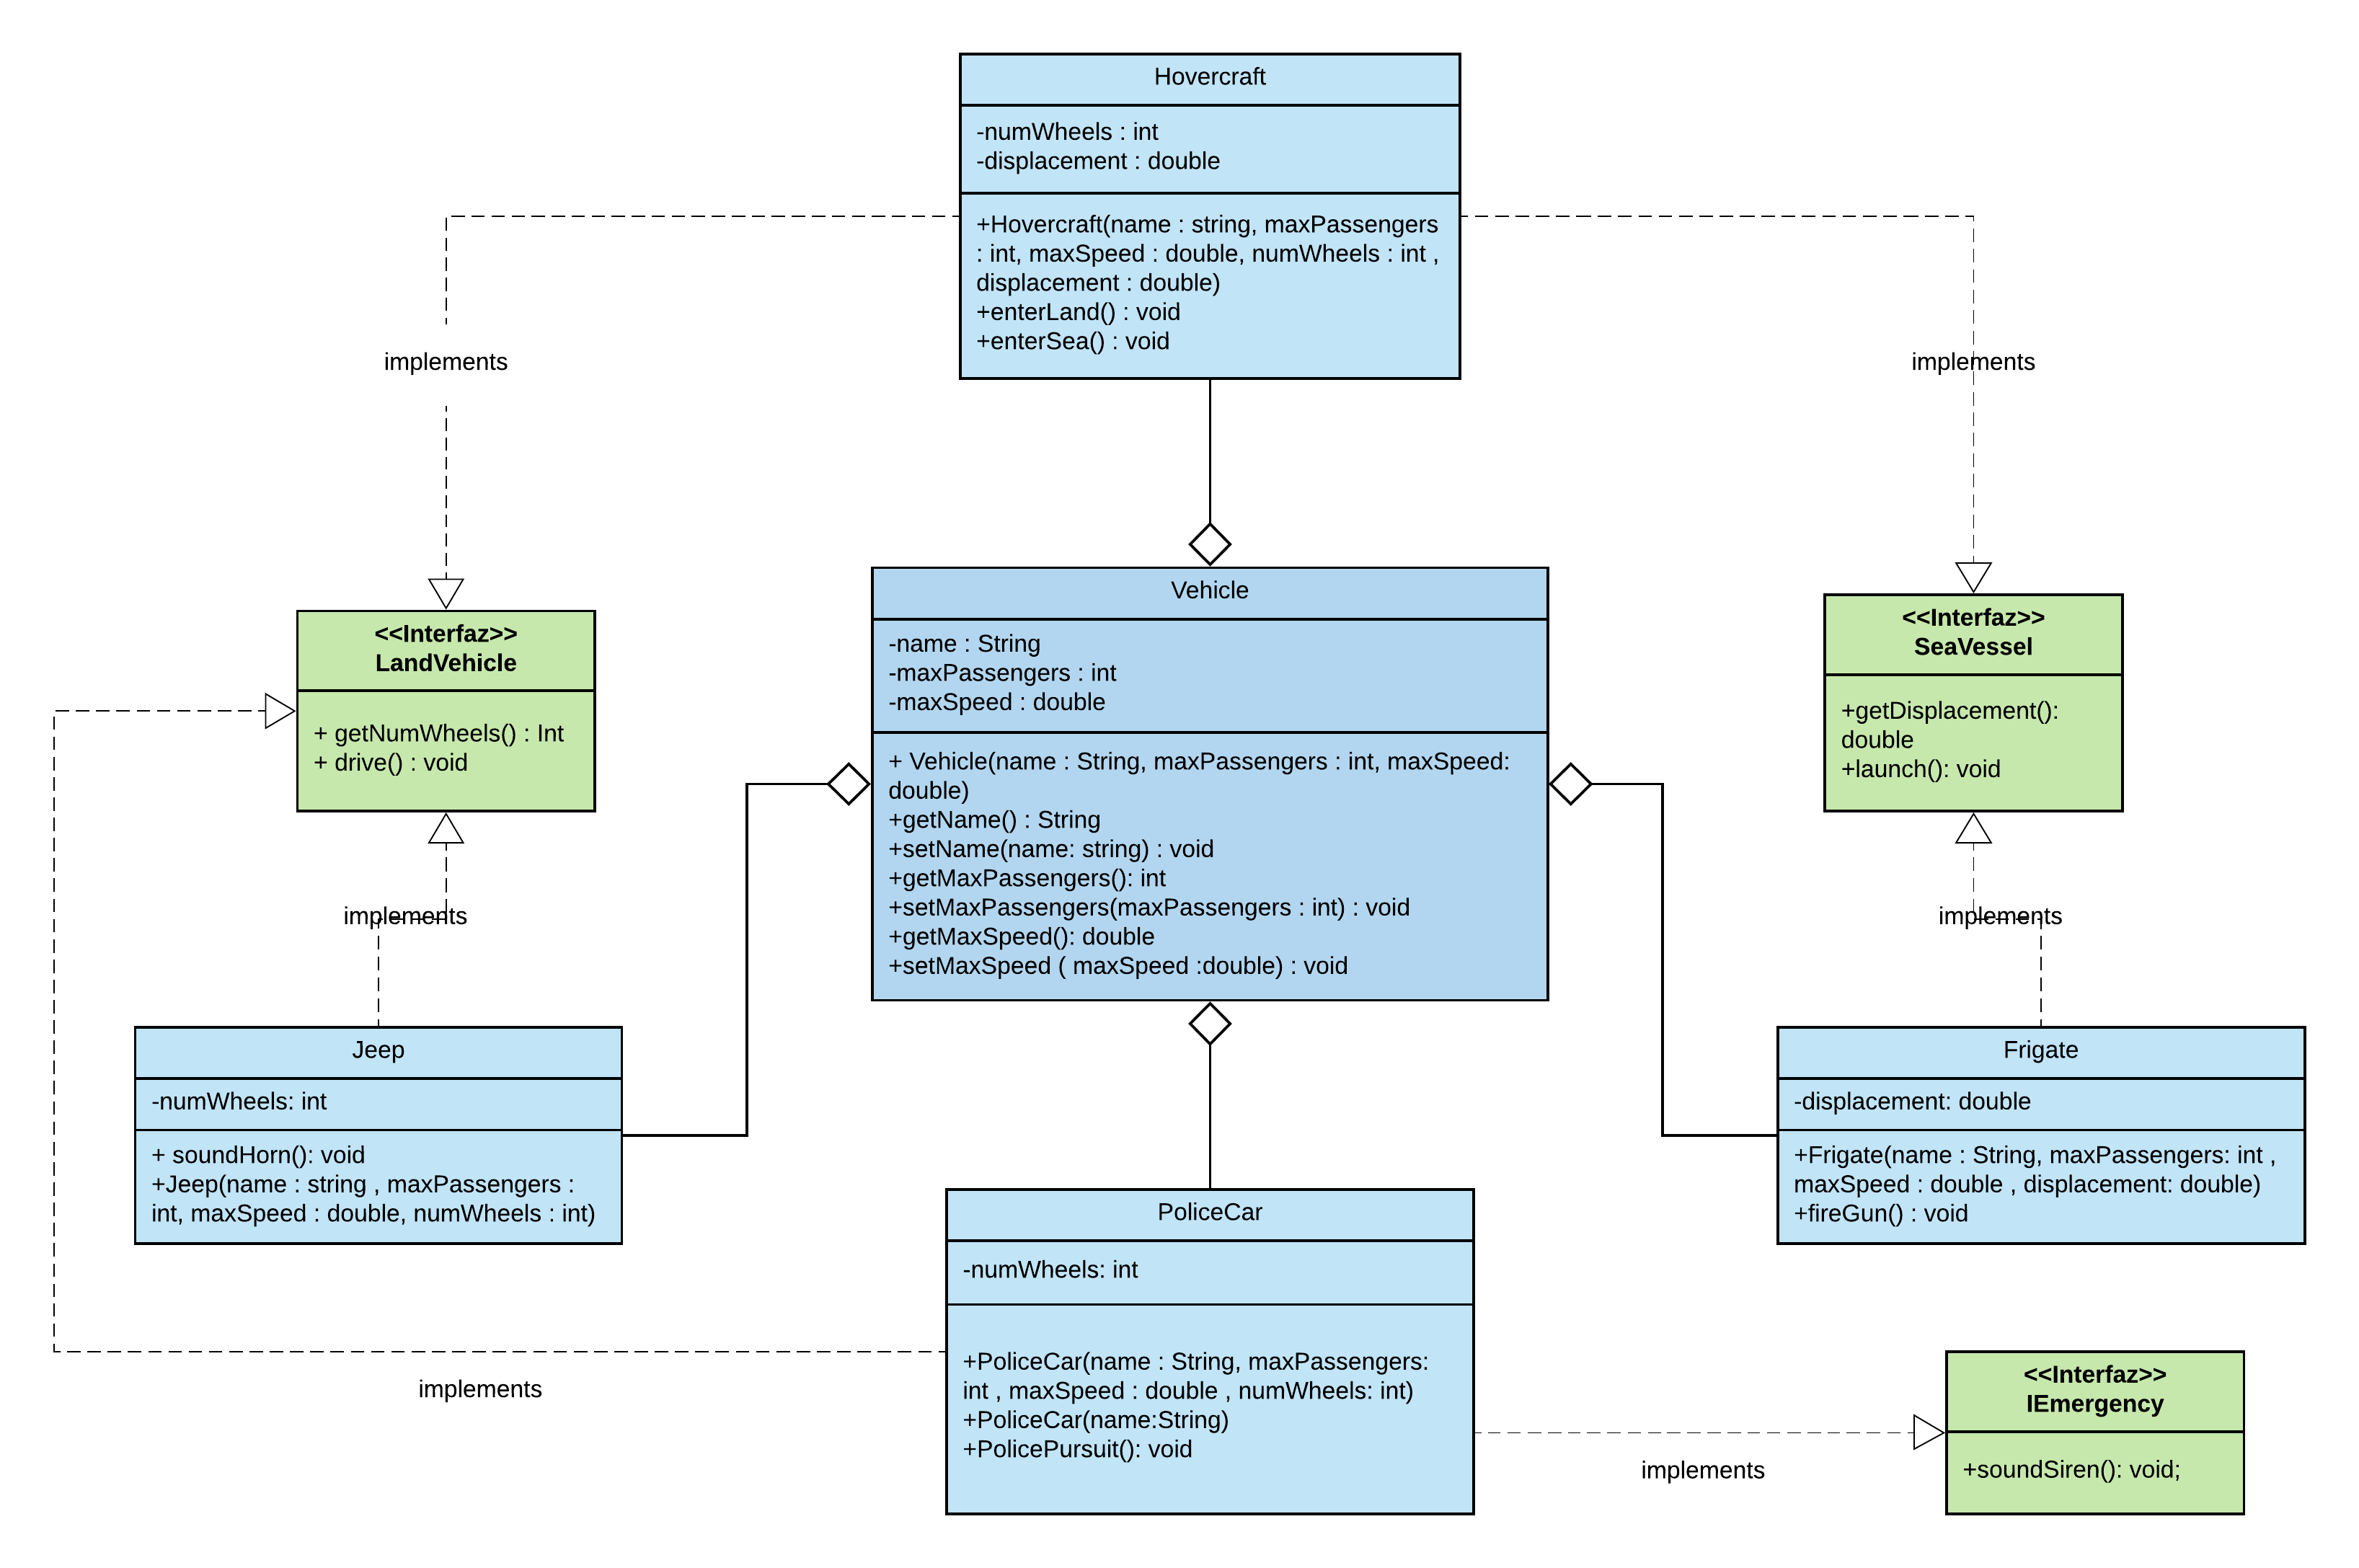 Hovercraft
-numWheels : int
-displacement : double
+Hovercraft(name : string, maxPassengers
: int, maxSpeed : double, numWheels : int ,
displacement : double)
+enterLand() : void
+enterSea() : void
implements
implements
<<Interfaz>>
LandVehicle
+ getNumWheels() : Int
+ drive() : void
Vehicle
-name : String
-maxPassengers : int
-maxSpeed : double
+ Vehicle(name : String, maxPassengers : int, maxSpeed:
double)
+getName() : String
+setName(name: string) : void
+getMaxPassengers(): int
+setMaxPassengers(maxPassengers : int) : void
+getMaxSpeed(): double
+setMaxSpeed ( maxSpeed :double) : void
<<Interfaz>>
SeaVessel
+getDisplacement():
double
+launch(): void
implements
implements
Jeep
-numWheels: int
+ soundHorn(): void
+Jeep(name : string , maxPassengers :
int, maxSpeed : double, numWheels : int)
Frigate
-displacement: double
+Frigate(name : String, maxPassengers: int ,
maxSpeed : double , displacement: double)
+fireGun() : void
PoliceCar
-numWheels: int
+PoliceCar(name : String, maxPassengers:
int , maxSpeed : double , numWheels: int)
+PoliceCar(name:String)
+PolicePursuit(): void
implements
implements
<<Interfaz>>
IEmergency
+soundSiren(): void;